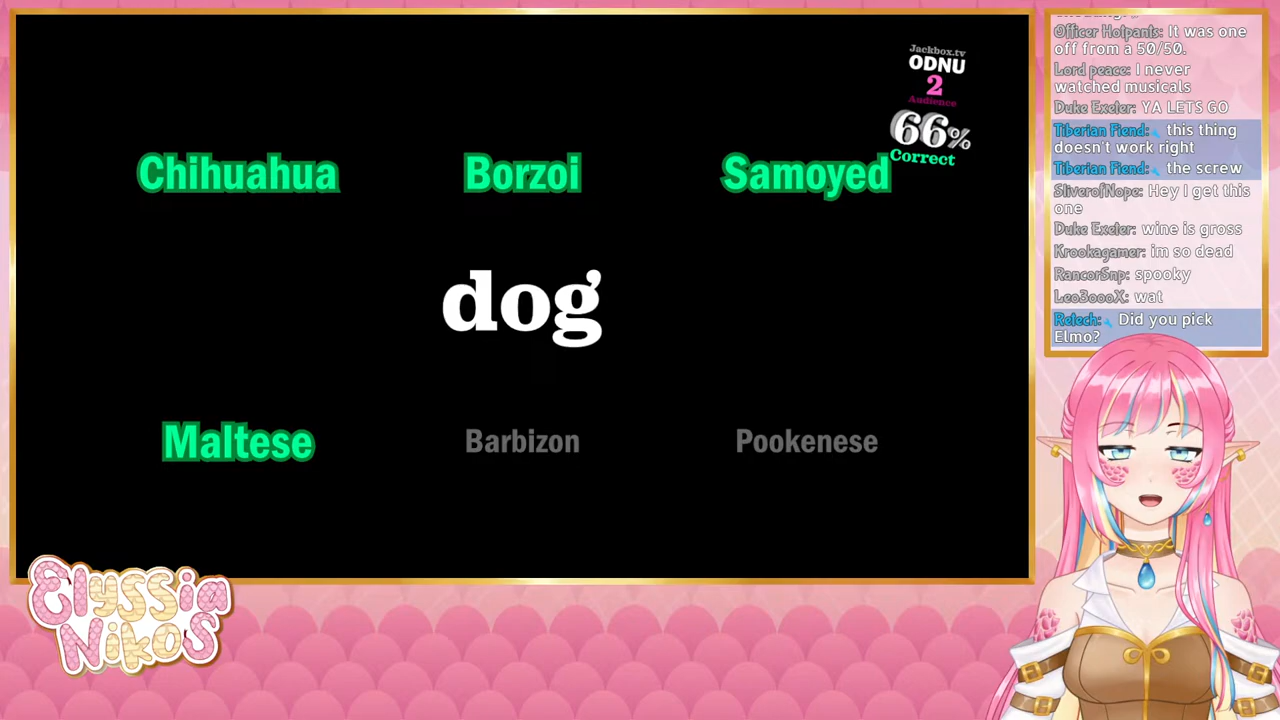 Jackbox.tv
ODNU
2
Audience
66%
Correct
Chihuahua
Borzoi
Samoyed
dog
Maltese
Barbizon
Pookenese
Elyssia
Nikos
Officer Hotpants: It was one
off from a 50/50.
Lord peace: I never
watched musicals
Duke Exeter: YA LETS GO
Tiberian Fiend: this thing
doesn't work right
Tiberian Fiend: the screw
SliverofNope: Hey I get this
one
Duke Exeter: wine is gross
Krookagamer: im so dead
RancorSnp: spooky
Leo3oooX: wat
Relech: Did you pick
Elmo?